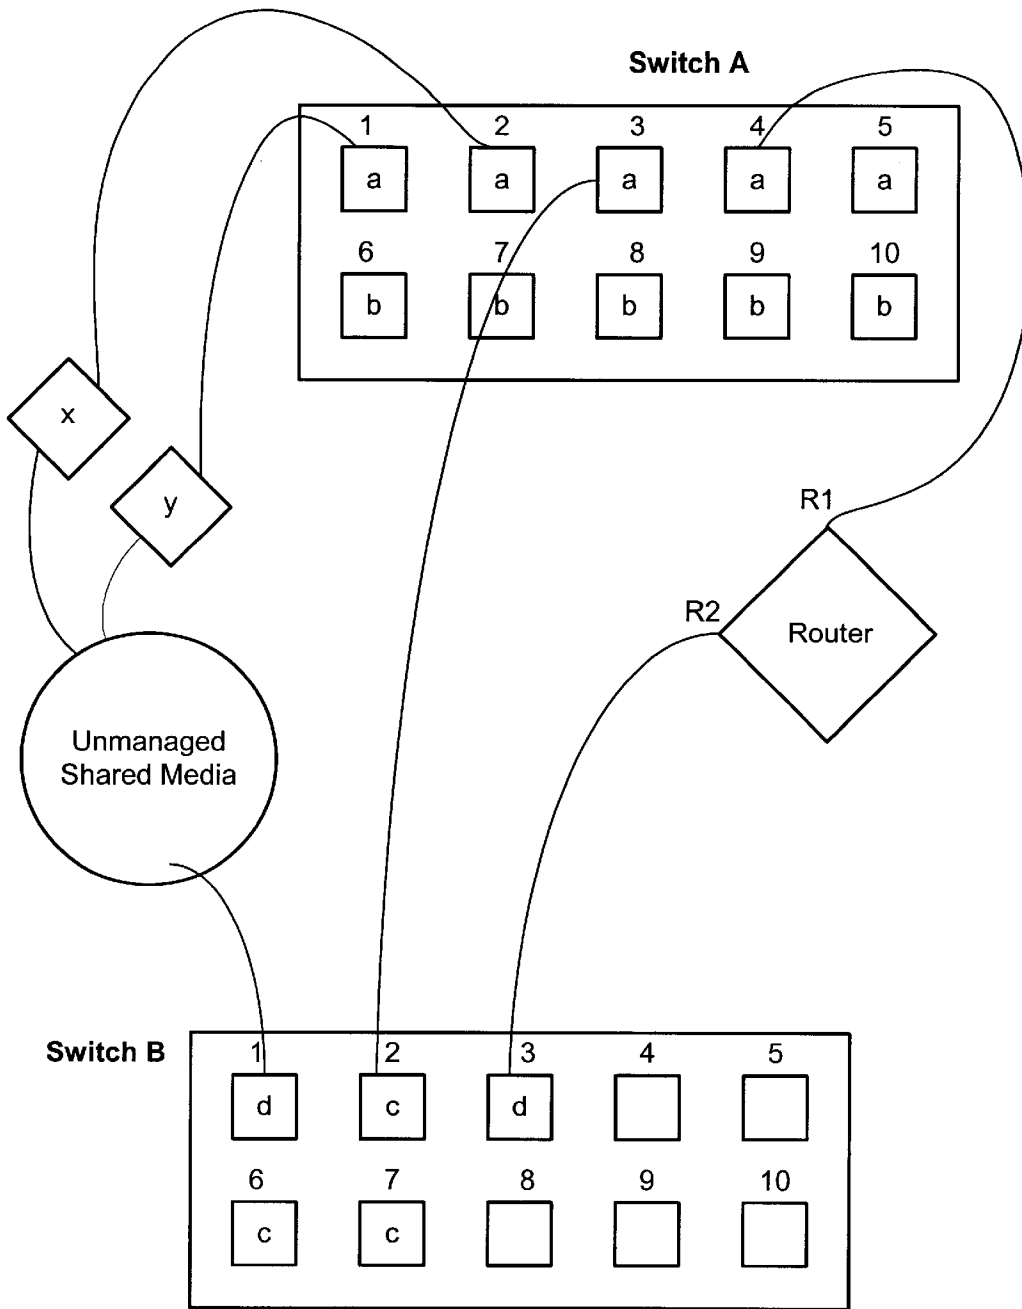 Switch A
1 2 3 4 5
a a a a a
6 7 8 9 10
b b b b b
x
y
R1
R2
Router
Unmanaged
Shared Media
Switch B
1 2 3 4 5
d c d
6 7 8 9 10
c c